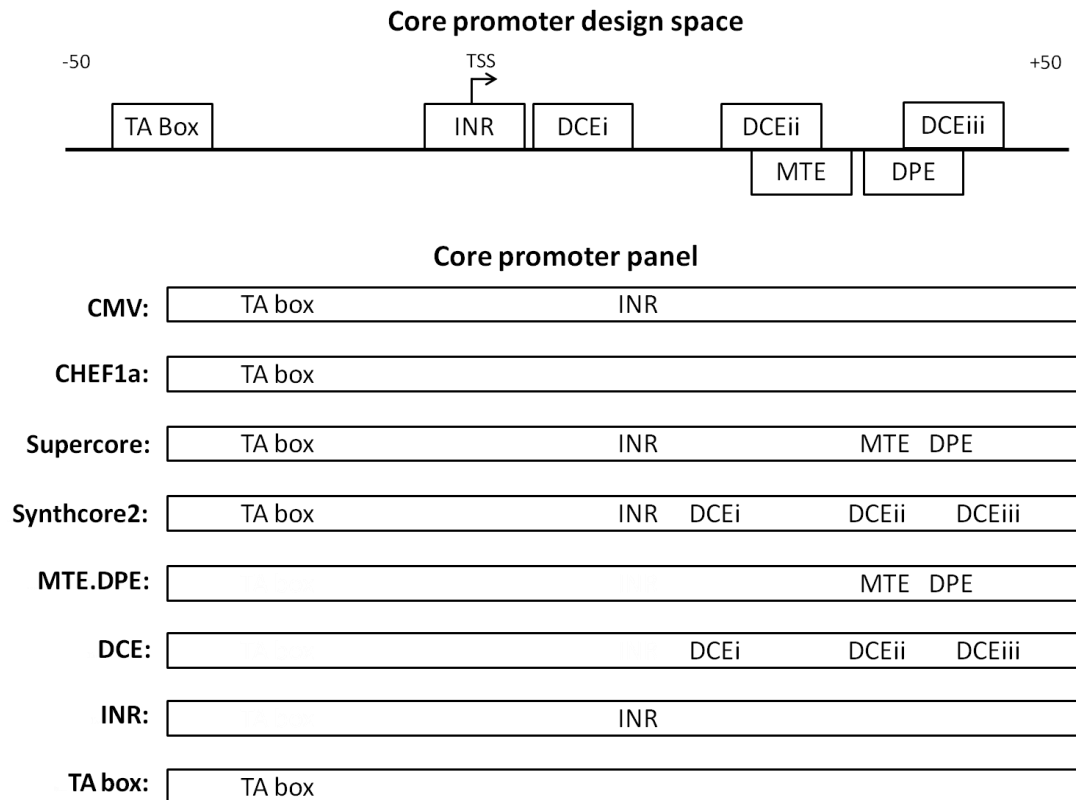 Core promoter design space
-50 TSS +50
TA Box INR DCEi DCEii DCEiii
MTE DPE
Core promoter panel
CMV: TA box INR
CHEF1a: TA box
Supercore: TA box INR MTE DPE
Synthcore2: TA box INR DCEi DCEii DCEiii
MTE.DPE: MTE DPE
DCE: DCEi DCEii DCEiii
INR: INR
TA box: TA box